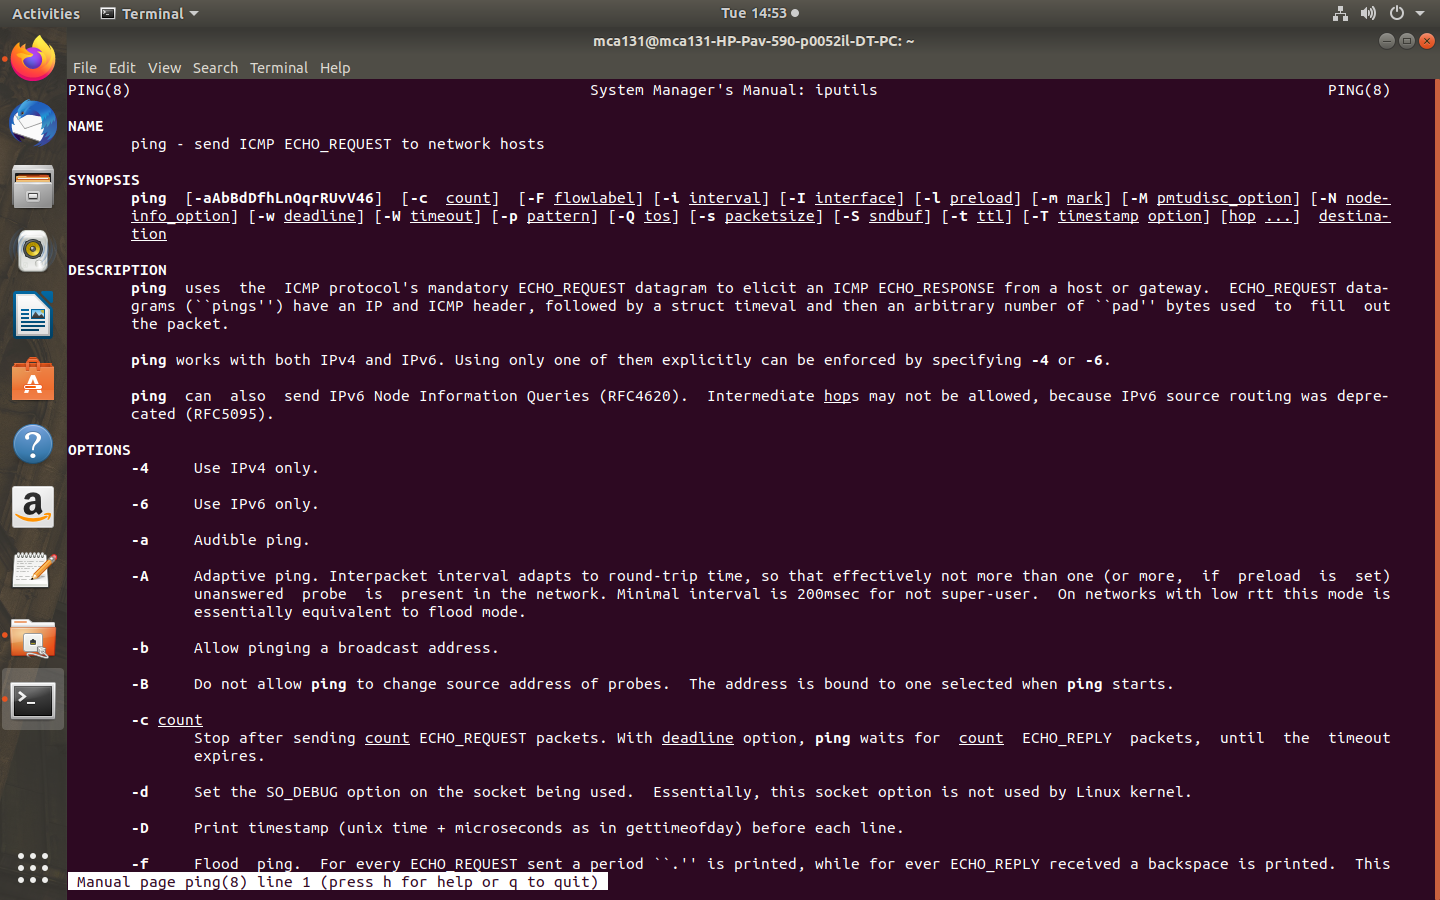 Activities Terminal Tue 14:53
mca131@mca131-HP-Pav-590-p0052il-DT-PC: ~
File Edit View Search Terminal Help
PING(8) System Manager's Manual: iputils PING(8)
NAME
ping - send ICMP ECHO_REQUEST to network hosts
SYNOPSIS
ping [-aAbBdDfhLnOqrRUvV46] [-c count] [-F flowlabel] [-i interval] [-I interface] [-l preload] [-m mark] [-M pmtudisc_option] [-N node-
info_option] [-w deadline] [-W timeout] [-p pattern] [-Q tos] [-s packetsize] [-S sndbuf] [-t ttl] [-T timestamp option] [hop ...] destina-
tion
DESCRIPTION
ping uses the ICMP protocol's mandatory ECHO_REQUEST datagram to elicit an ICMP ECHO_RESPONSE from a host or gateway. ECHO_REQUEST data-
grams (``pings'') have an IP and ICMP header, followed by a struct timeval and then an arbitrary number of ``pad'' bytes used to fill out
the packet.
ping works with both IPv4 and IPv6. Using only one of them explicitly can be enforced by specifying -4 or -6.
ping can also send IPv6 Node Information Queries (RFC4620). Intermediate hops may not be allowed, because IPv6 source routing was depre-
cated (RFC5095).
OPTIONS
-4 Use IPv4 only.
-6 Use IPv6 only.
-a Audible ping.
-A Adaptive ping. Interpacket interval adapts to round-trip time, so that effectively not more than one (or more, if preload is set)
unanswered probe is present in the network. Minimal interval is 200msec for not super-user. On networks with low rtt this mode is
essentially equivalent to flood mode.
-b Allow pinging a broadcast address.
-B Do not allow ping to change source address of probes. The address is bound to one selected when ping starts.
-c count
Stop after sending count ECHO_REQUEST packets. With deadline option, ping waits for count ECHO_REPLY packets, until the timeout
expires.
-d Set the SO_DEBUG option on the socket being used. Essentially, this socket option is not used by Linux kernel.
-D Print timestamp (unix time + microseconds as in gettimeofday) before each line.
-f Flood ping. For every ECHO_REQUEST sent a period ``.'' is printed, while for ever ECHO_REPLY received a backspace is printed. This
Manual page ping(8) line 1 (press h for help or q to quit)